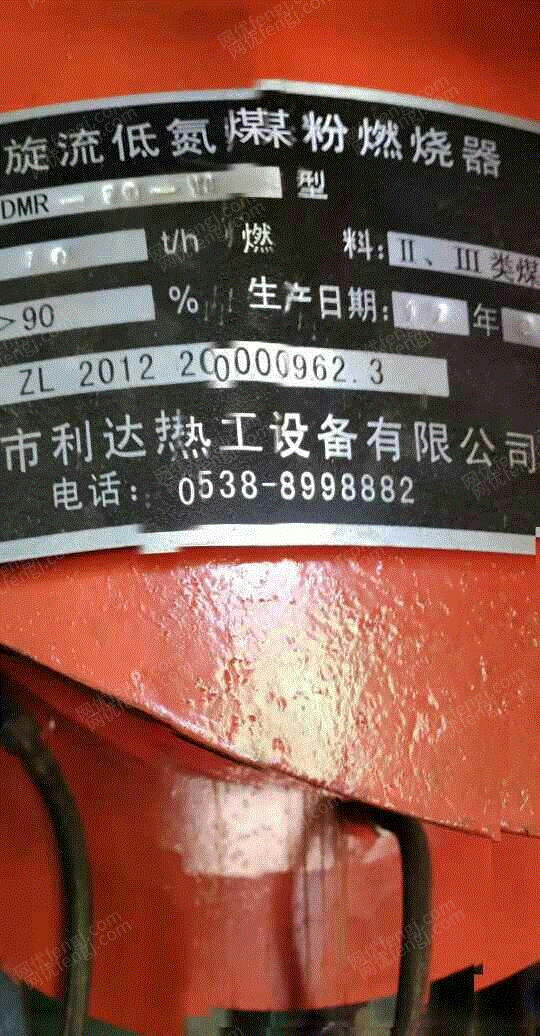 旋流低氮煤粉燃烧器
DMR-60- 型
10 t/h 燃 料: II、III类煤
>90 % 生产日期: 年
ZL 2012 20000962.3
市利达热工设备有限公司
电话: 0538-8998882